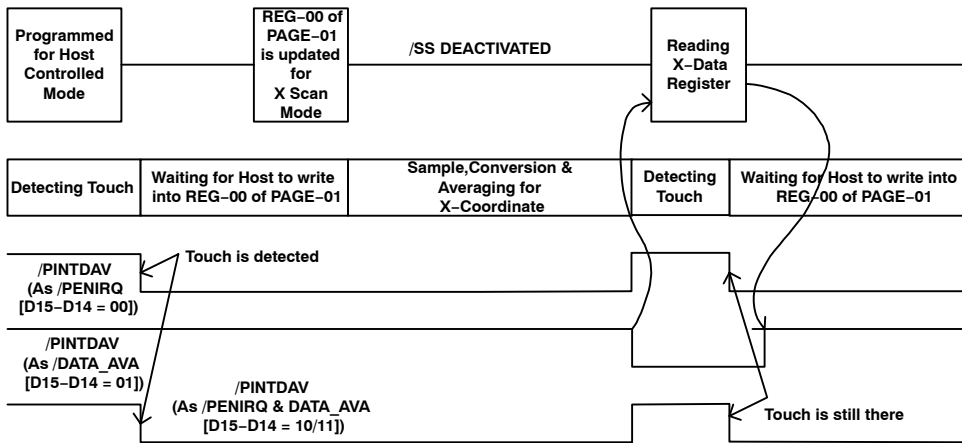 Programmed
for Host
Controlled
Mode
REG−00 of
PAGE−01
is updated
for
X Scan
Mode
/SS DEACTIVATED
Reading
X−Data
Register
Detecting Touch
Waiting for Host to write
into REG−00 of PAGE−01
Sample,Conversion &
Averaging for
X−Coordinate
Detecting
Touch
Waiting for Host to write into
REG−00 of PAGE−01
Touch is detected
/PINTDAV
(As /PENIRQ
[D15−D14 = 00])
/PINTDAV
(As /DATA_AVA
[D15−D14 = 01])
/PINTDAV
(As /PENIRQ & DATA_AVA
[D15−D14 = 10/11])
Touch is still there